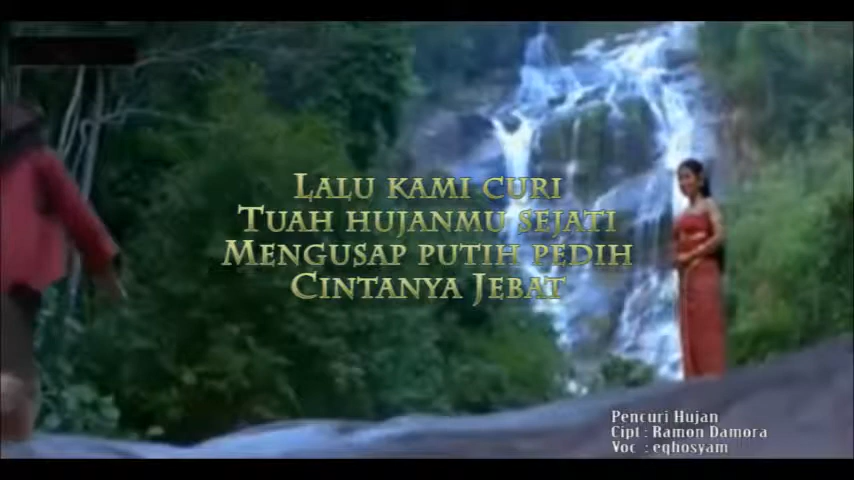 Lalu kami curi
Tuah hujanmu sejati
Mengusap putih pedih
Cintanya Jebat
Pencuri Hujan
Cipt : Ramon Damora
Voc : eqhosyam